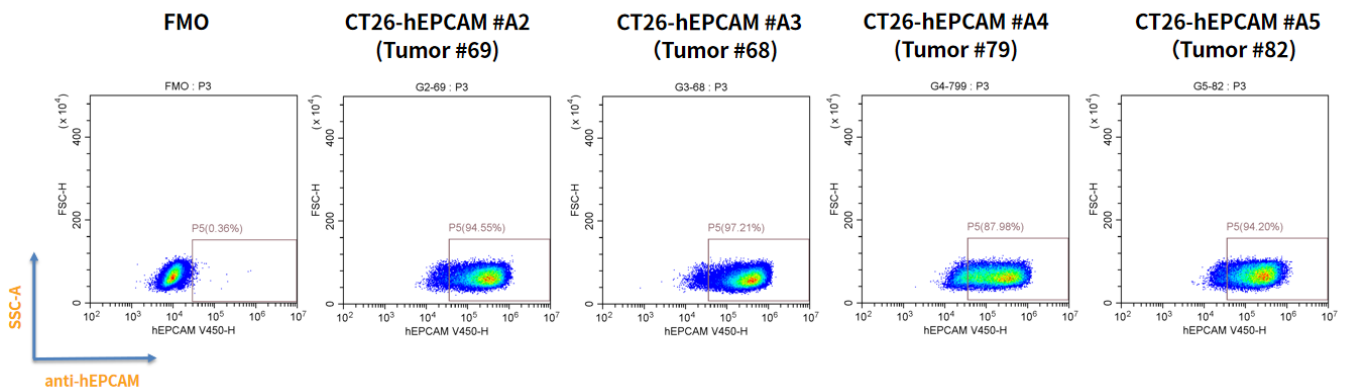 FMO
CT26-hEPCAM #A2
(Tumor #69)
CT26-hEPCAM #A3
(Tumor #68)
CT26-hEPCAM #A4
(Tumor #79)
CT26-hEPCAM #A5
(Tumor #82)
FMO : P3
(x 10⁴)
FSC-H
400
200
0
P5(0.36%)
10² 10³ 10⁴ 10⁵ 10⁶ 10⁷
hEPCAM V450-H
G2-69 : P3
(x 10⁴)
FSC-H
400
200
0
P5(94.55%)
10² 10³ 10⁴ 10⁵ 10⁶ 10⁷
hEPCAM V450-H
G3-68 : P3
(x 10⁴)
FSC-H
400
200
0
P5(97.21%)
10² 10³ 10⁴ 10⁵ 10⁶ 10⁷
hEPCAM V450-H
G4-799 : P3
(x 10⁴)
FSC-H
400
200
0
P5(87.98%)
10² 10³ 10⁴ 10⁵ 10⁶ 10⁷
hEPCAM V450-H
G5-82 : P3
(x 10⁴)
FSC-H
400
200
0
P5(94.20%)
10² 10³ 10⁴ 10⁵ 10⁶ 10⁷
hEPCAM V450-H
SSC-A
anti-hEPCAM